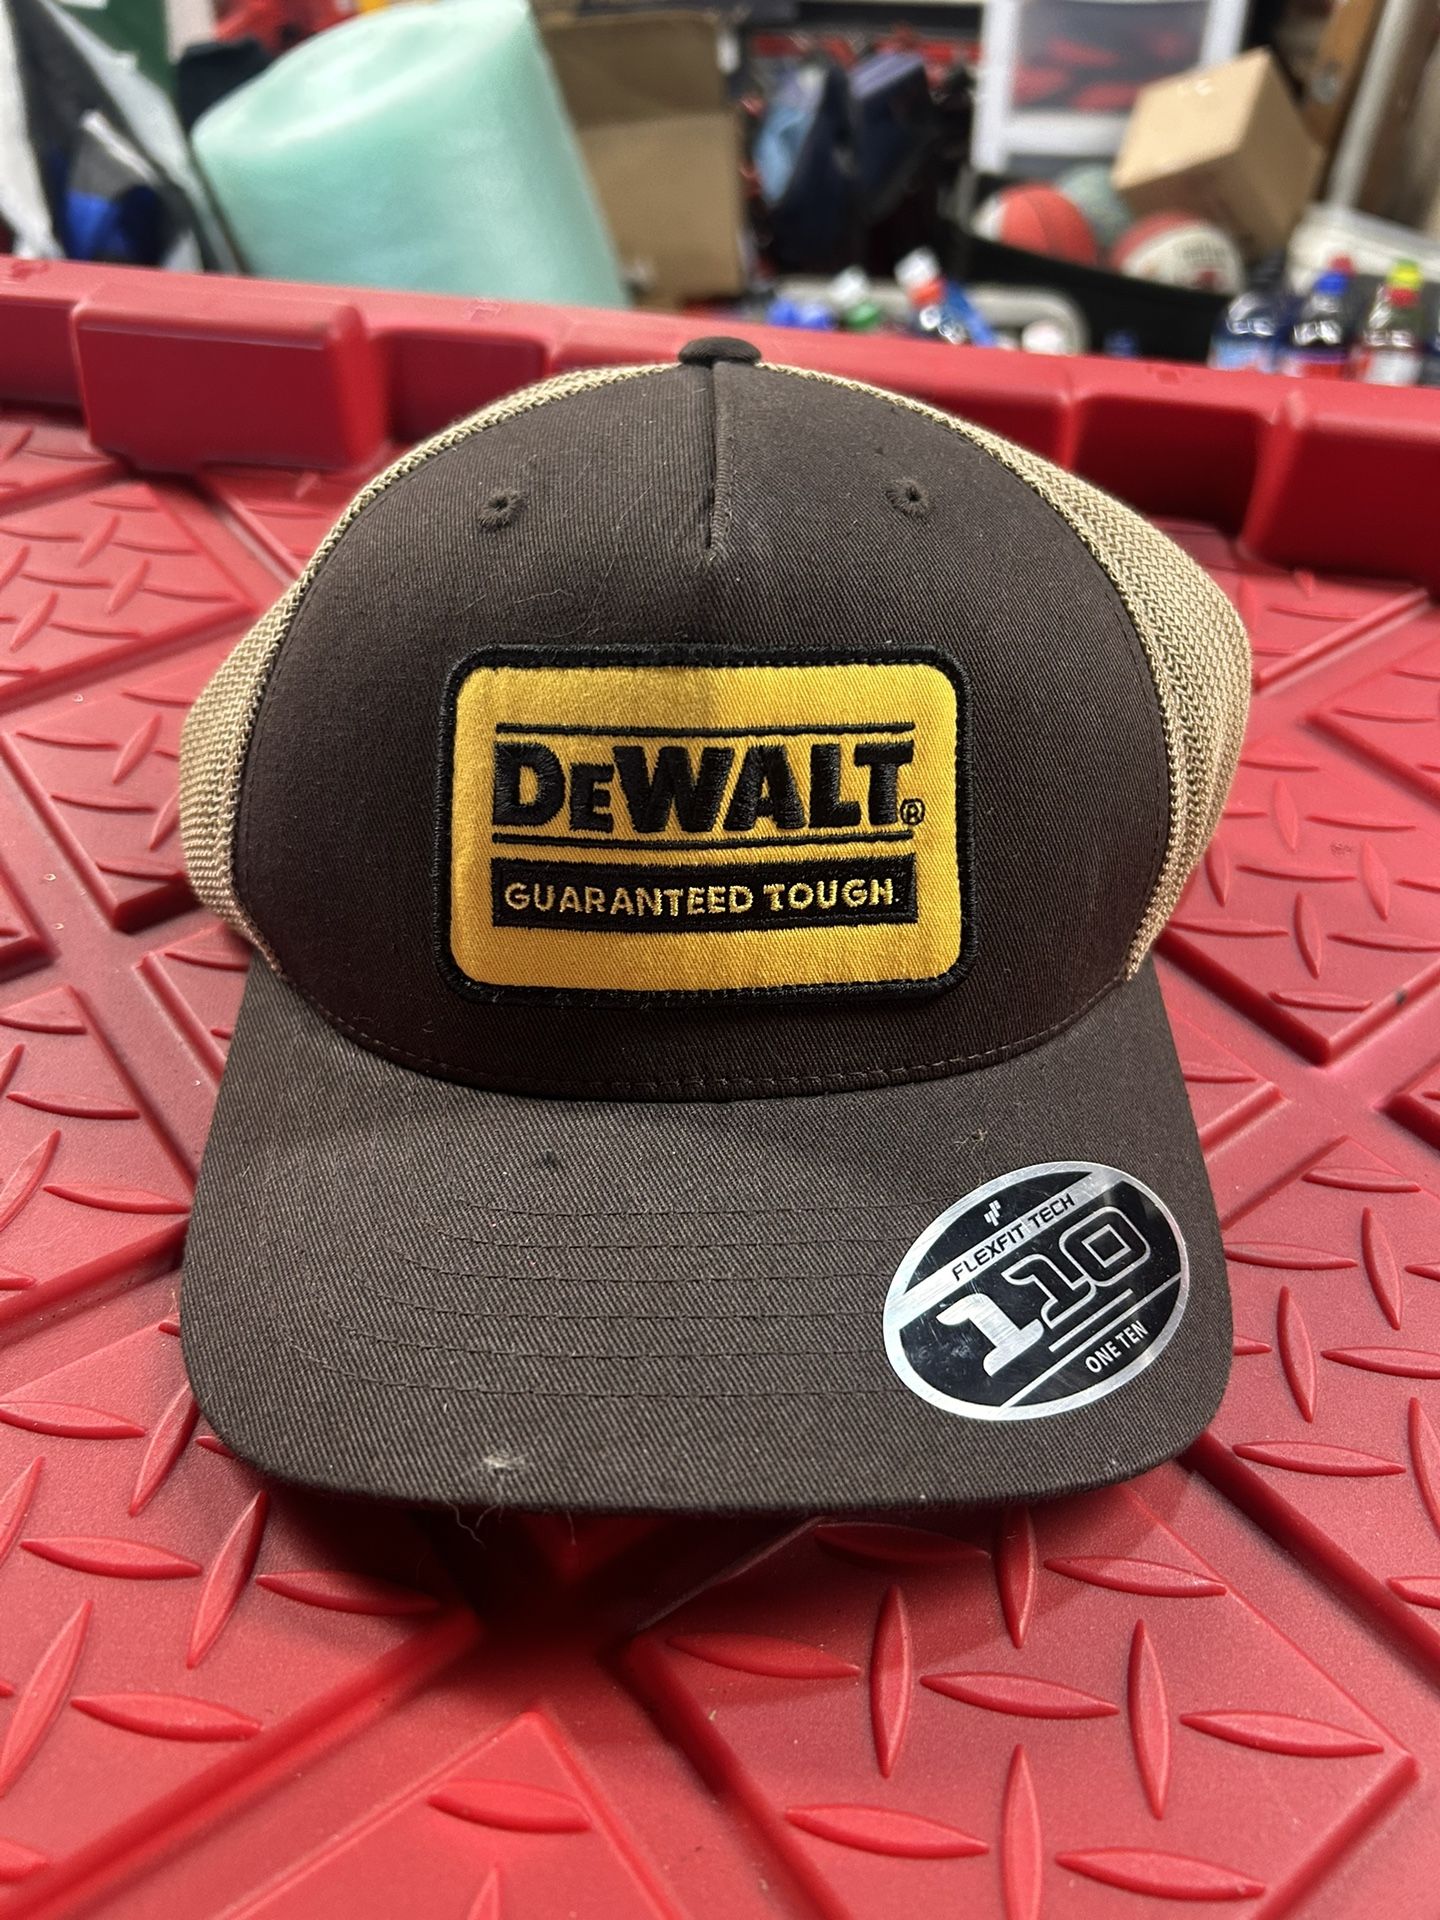 DEWALT®
GUARANTEED TOUGH.
FLEXFIT TECH
110
ONE TEN